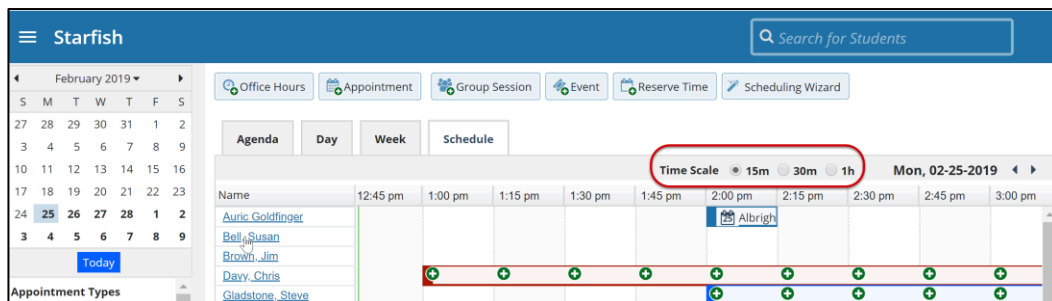 Starfish
Search for Students
February 2019
S M T W T F S
27 28 29 30 31 1 2
3 4 5 6 7 8 9
10 11 12 13 14 15 16
17 18 19 20 21 22 23
24 25 26 27 28 1 2
3 4 5 6 7 8 9
Today
Appointment Types
Office Hours Appointment Group Session Event Reserve Time Scheduling Wizard
Agenda Day Week Schedule
Time Scale 15m 30m 1h Mon, 02-25-2019
Name 12:45 pm 1:00 pm 1:15 pm 1:30 pm 1:45 pm 2:00 pm 2:15 pm 2:30 pm 2:45 pm 3:00 pm
Auric Goldfinger 25 Albrigh
Bell, Susan
Brown, Jim
Davy, Chris
Gladstone, Steve